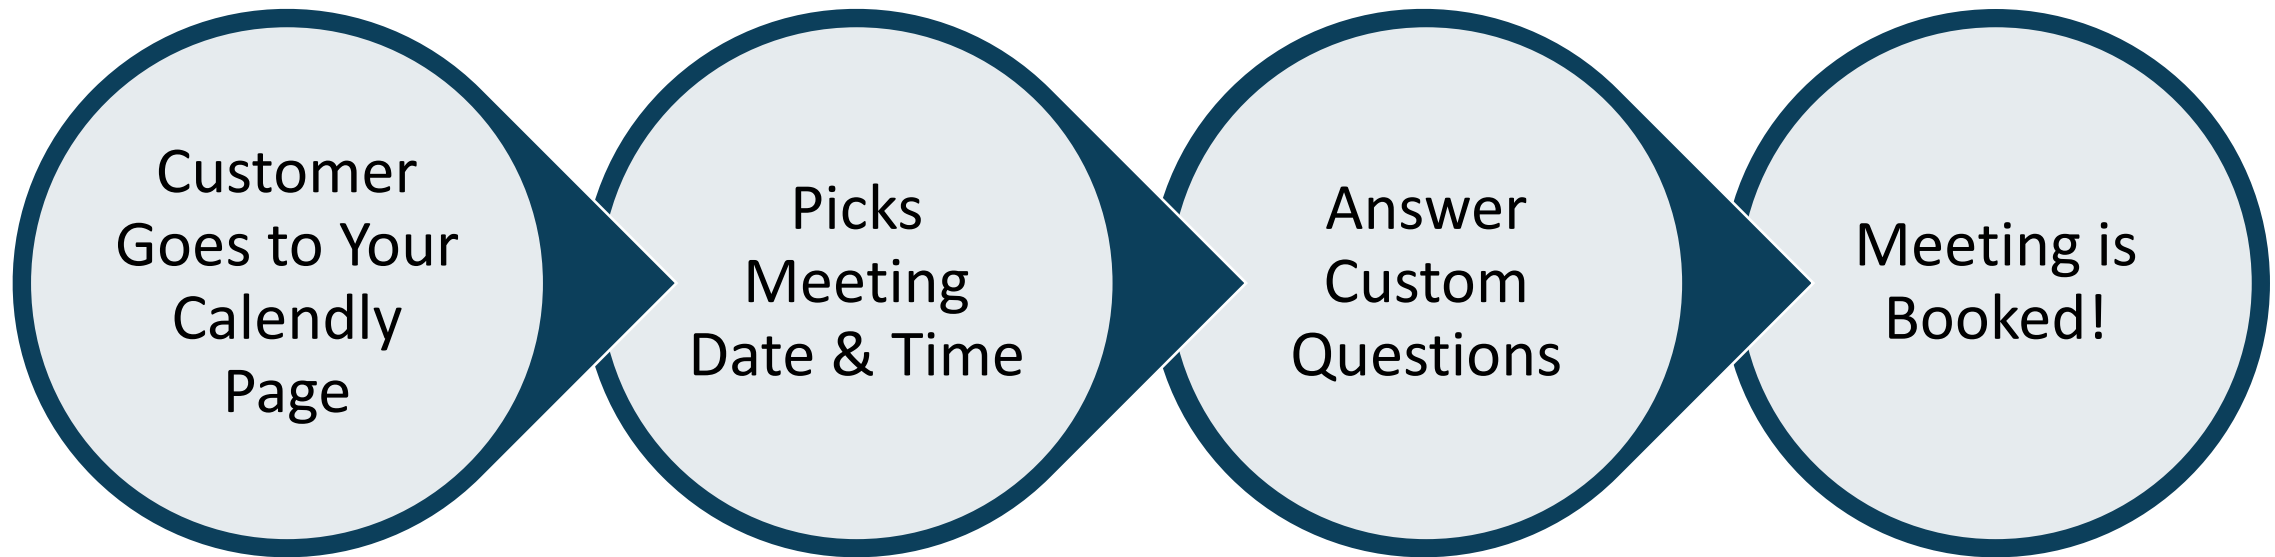 Customer
Goes to Your
Calendly
Page
Picks
Meeting
Date & Time
Answer
Custom
Questions
Meeting is
Booked!